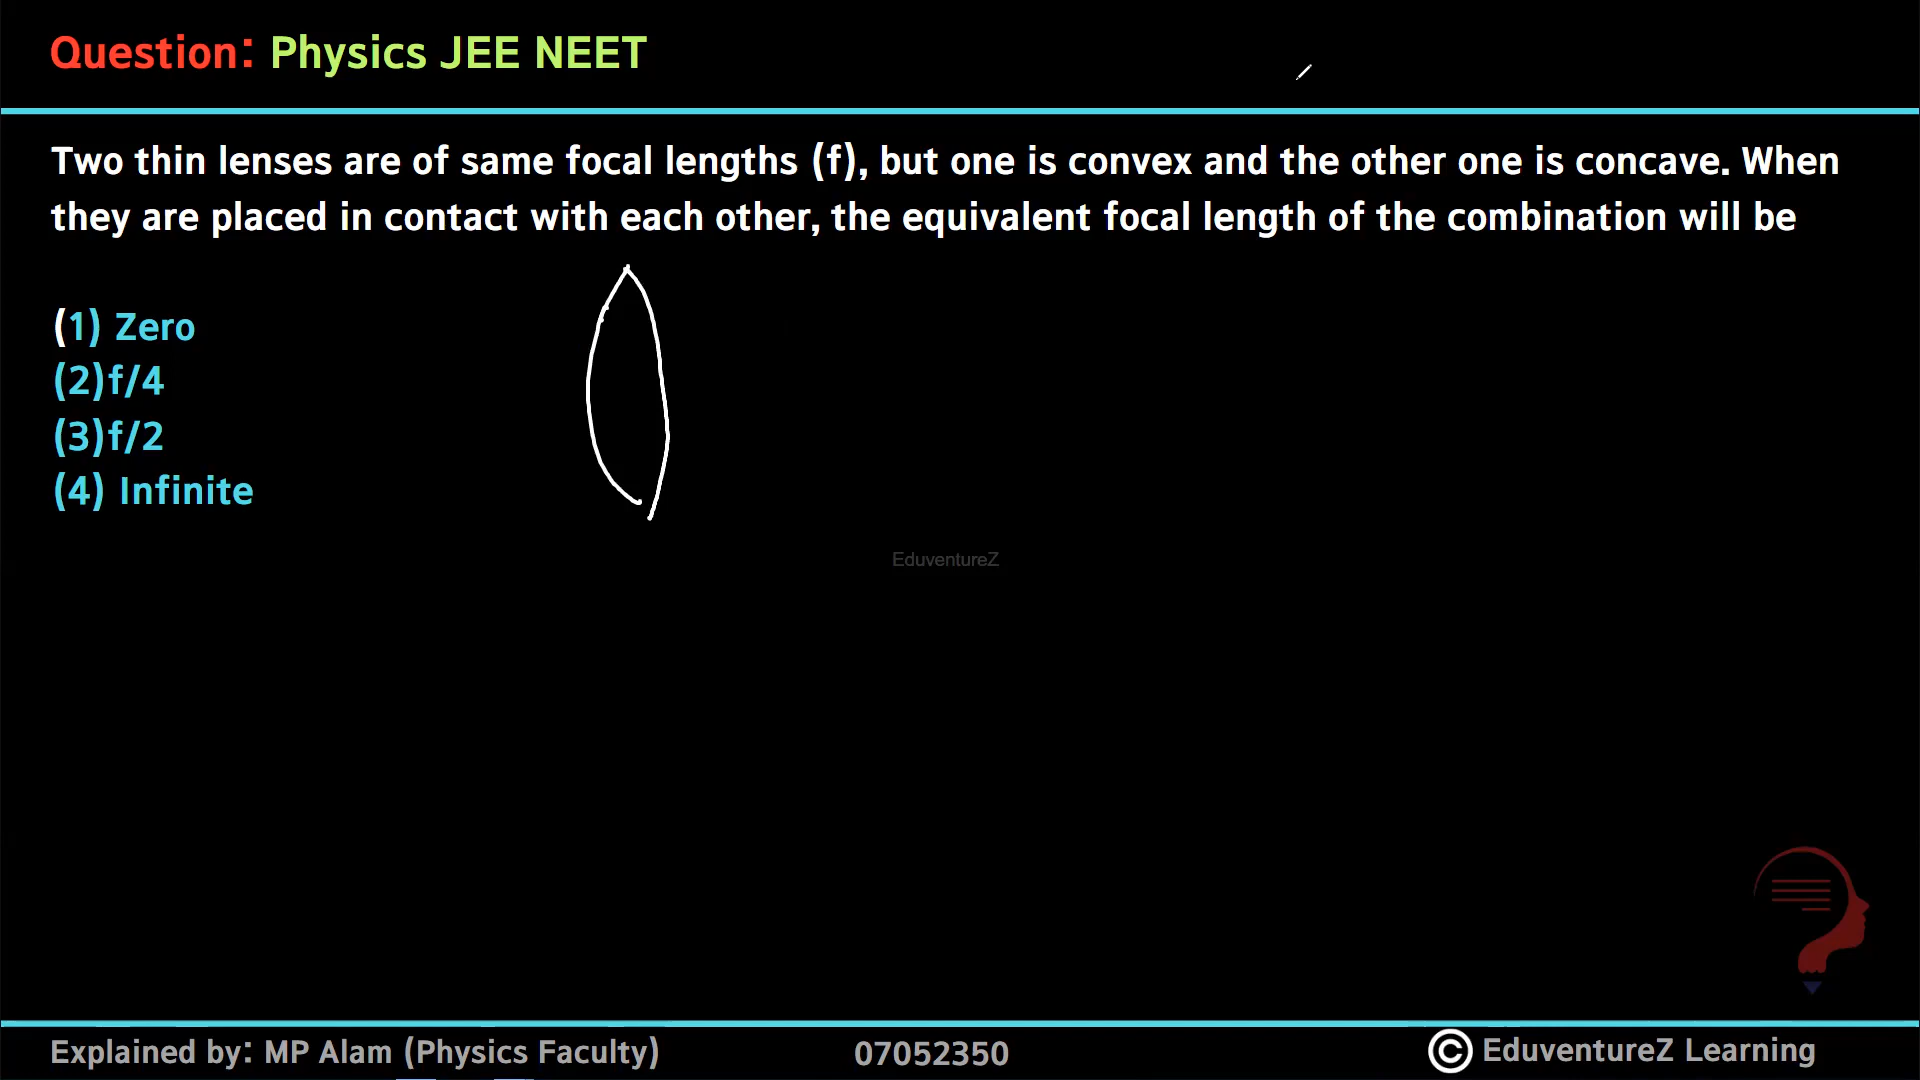 Question: Physics JEE NEET
Two thin lenses are of same focal lengths (f), but one is convex and the other one is concave. When
they are placed in contact with each other, the equivalent focal length of the combination will be
(1) Zero
(2)f/4
(3)f/2
(4) Infinite
EduventureZ
Explained by: MP Alam (Physics Faculty) 07052350 © EduventureZ Learning